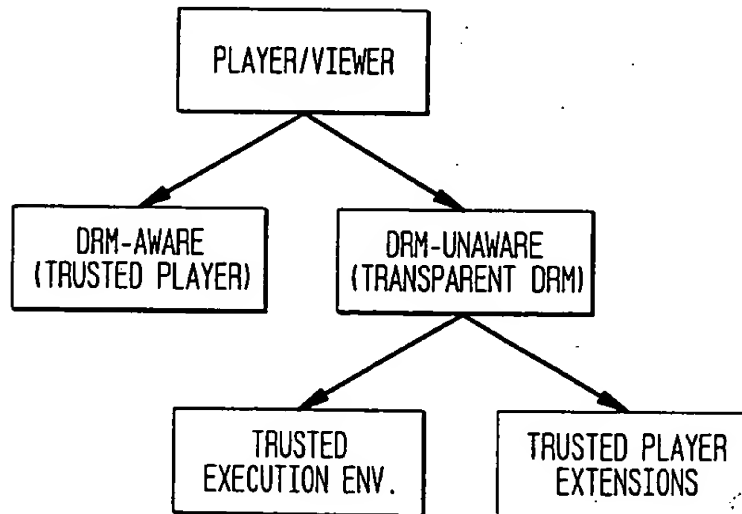 PLAYER/VIEWER
DRM-AWARE
(TRUSTED PLAYER)
DRM-UNAWARE
(TRANSPARENT DRM)
TRUSTED
EXECUTION ENV.
TRUSTED PLAYER
EXTENSIONS